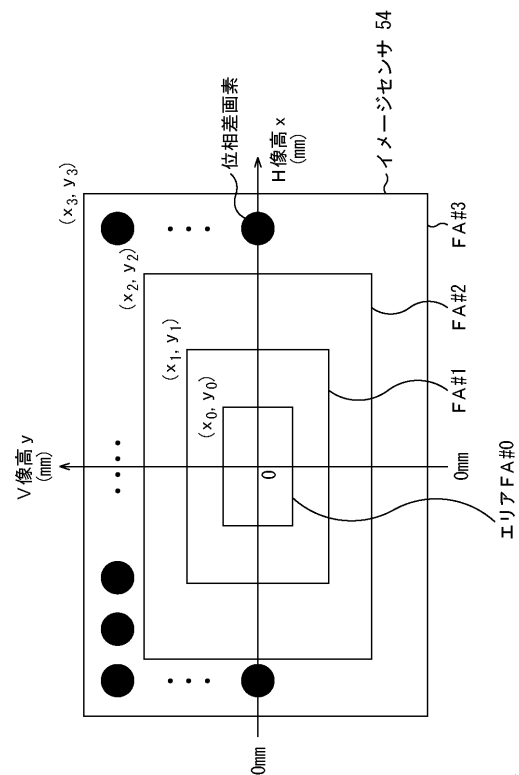 V像高y
(mm)
(x3, y3)
(x2, y2)
(x1, y1)
(x0, y0)
位相差画素
H像高x
(mm)
イメージセンサ 54
0
0mm
0mm
エリアFA#0
FA#1
FA#2
FA#3